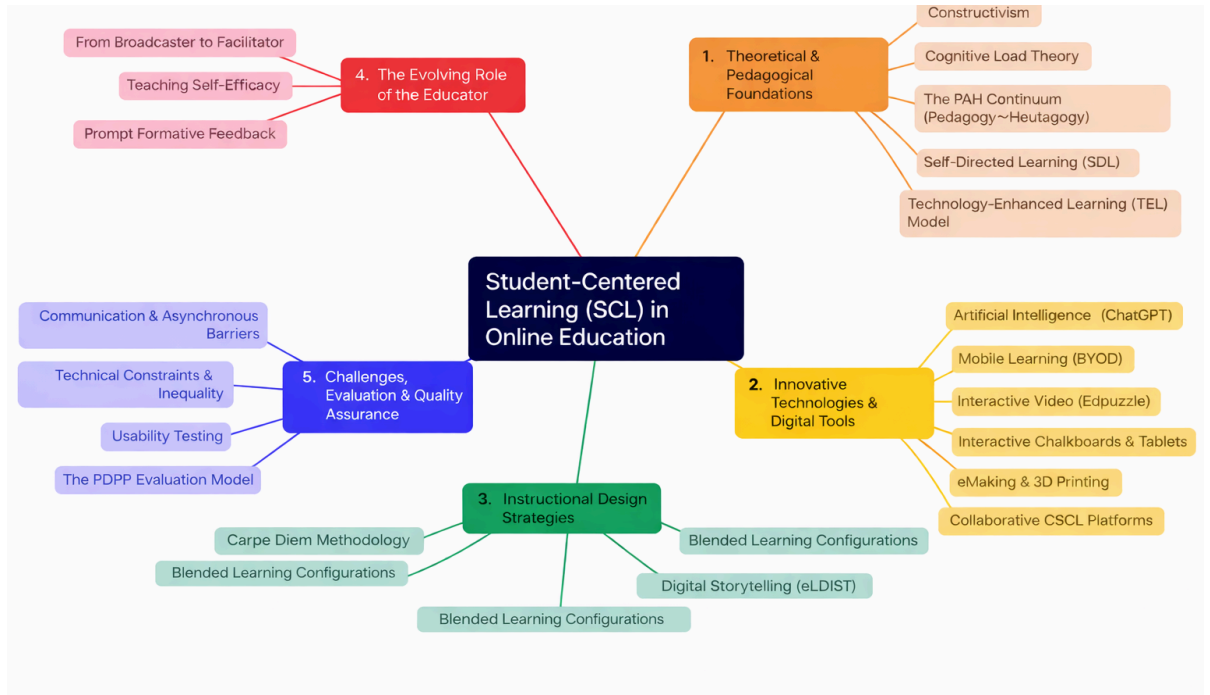 Student-Centered
Learning (SCL) in
Online Education
1. Theoretical &
Pedagogical
Foundations
Constructivism
Cognitive Load Theory
The PAH Continuum
(Pedagogy~Heutagogy)
Self-Directed Learning (SDL)
Technology-Enhanced Learning (TEL)
Model
2. Innovative
Technologies &
Digital Tools
Artificial Intelligence (ChatGPT)
Mobile Learning (BYOD)
Interactive Video (Edpuzzle)
Interactive Chalkboards & Tablets
eMaking & 3D Printing
Collaborative CSCL Platforms
3. Instructional Design
Strategies
Carpe Diem Methodology
Blended Learning Configurations
Blended Learning Configurations
Digital Storytelling (eLDIST)
Blended Learning Configurations
4. The Evolving Role
of the Educator
From Broadcaster to Facilitator
Teaching Self-Efficacy
Prompt Formative Feedback
5. Challenges,
Evaluation & Quality
Assurance
Communication & Asynchronous
Barriers
Technical Constraints &
Inequality
Usability Testing
The PDPP Evaluation Model